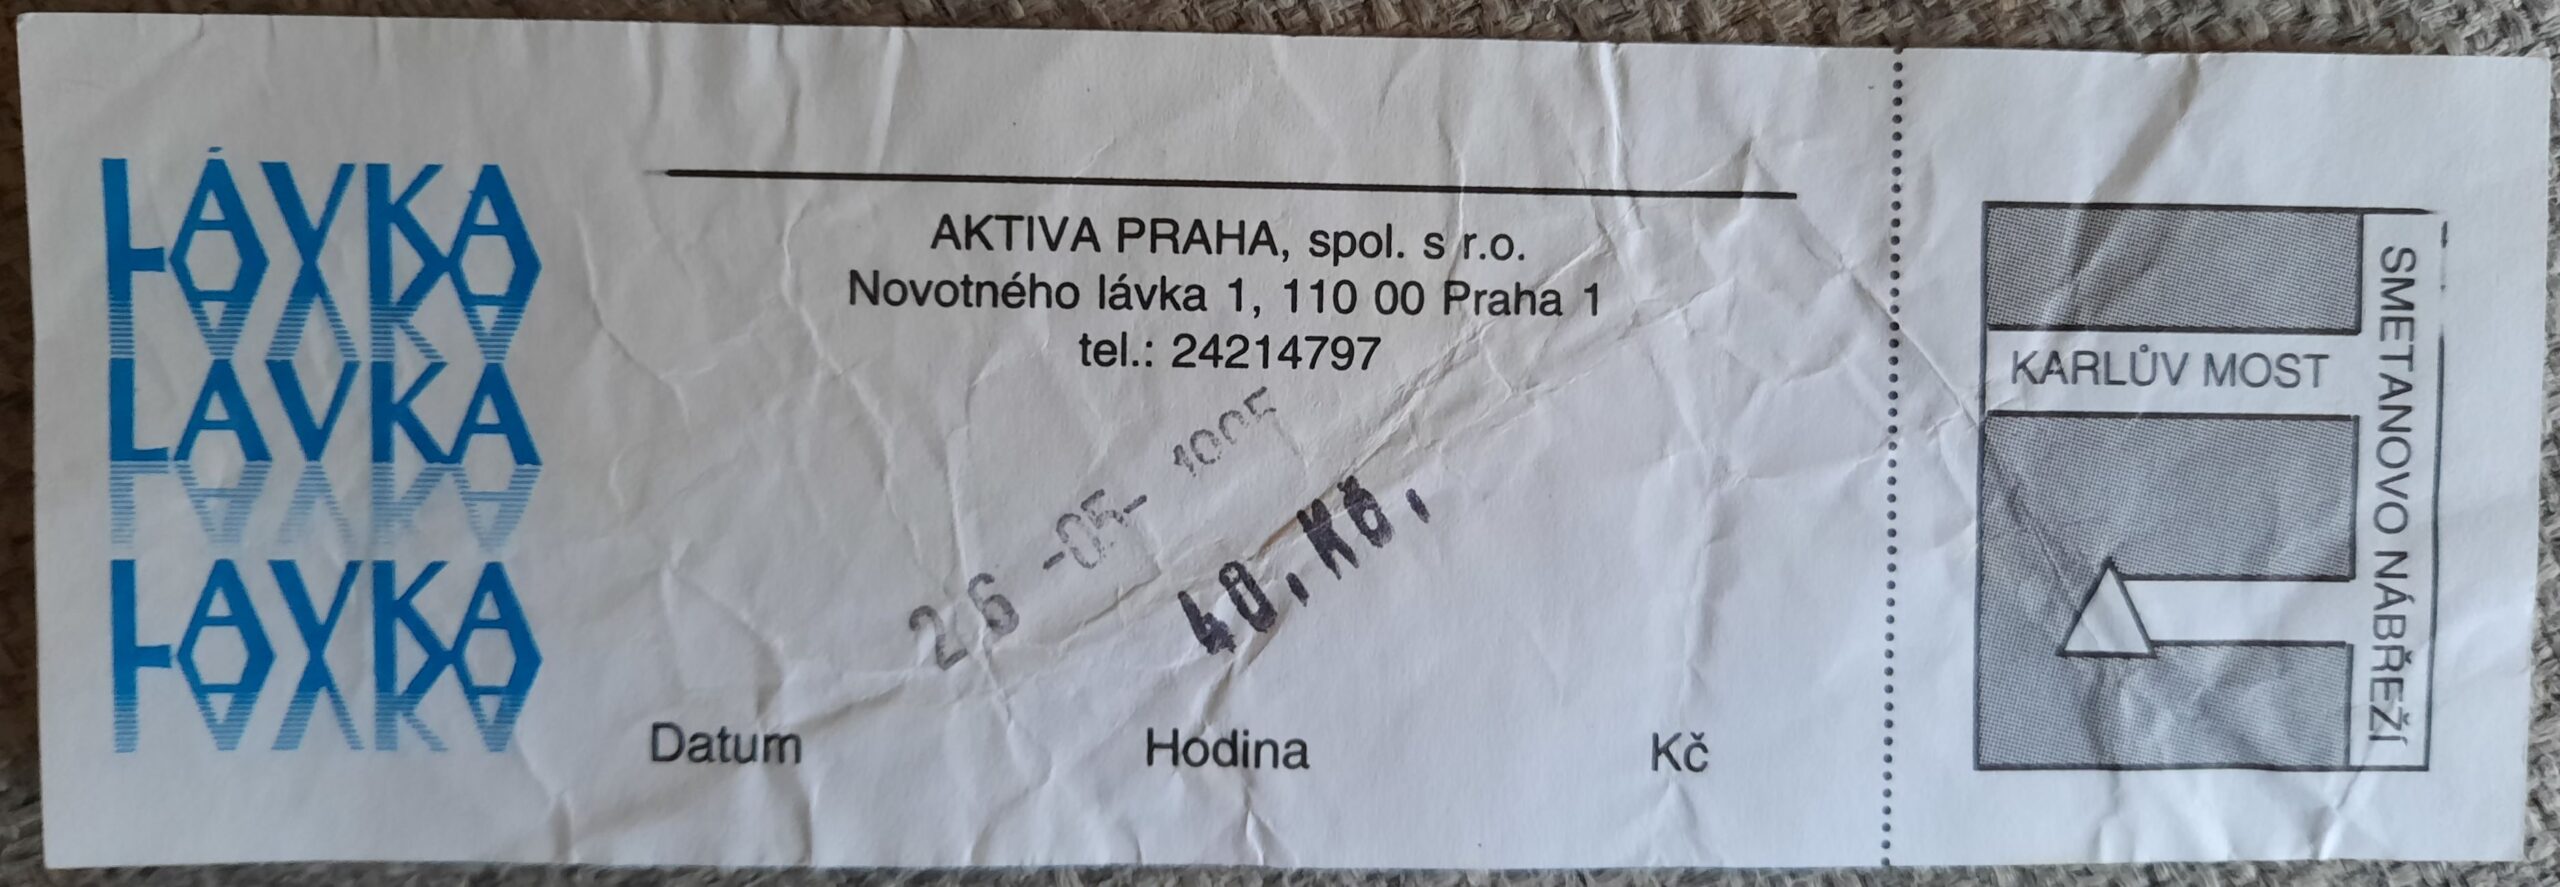 LÁVKA
LÁVKA
LÁVKA
AKTIVA PRAHA, spol. s r.o.
Novotného lávka 1, 110 00 Praha 1
tel.: 24214797
26 -05- 1995
40,Kč,
Datum Hodina Kč
KARLŮV MOST
SMETANOVO NÁBŘEŽÍ